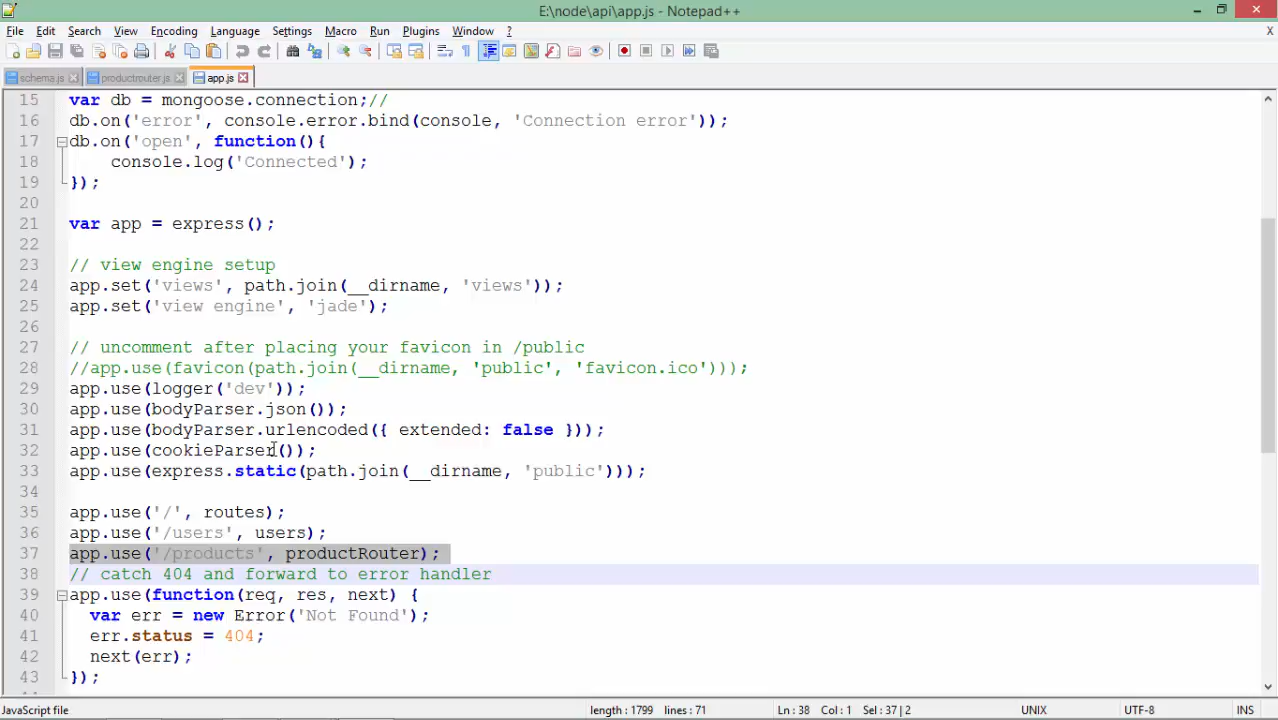 E:\node\api\app.js - Notepad++
File Edit Search View Encoding Language Settings Macro Run Plugins Window ? X
schema.js productrouter.js app.js
15 var db = mongoose.connection;//
16 db.on('error', console.error.bind(console, 'Connection error'));
17 db.on('open', function(){
18 console.log('Connected');
19 });
20
21 var app = express();
22
23 // view engine setup
24 app.set('views', path.join(__dirname, 'views'));
25 app.set('view engine', 'jade');
26
27 // uncomment after placing your favicon in /public
28 //app.use(favicon(path.join(__dirname, 'public', 'favicon.ico')));
29 app.use(logger('dev'));
30 app.use(bodyParser.json());
31 app.use(bodyParser.urlencoded({ extended: false }));
32 app.use(cookieParser());
33 app.use(express.static(path.join(__dirname, 'public')));
34
35 app.use('/', routes);
36 app.use('/users', users);
37 app.use('/products', productRouter);
38 // catch 404 and forward to error handler
39 app.use(function(req, res, next) {
40 var err = new Error('Not Found');
41 err.status = 404;
42 next(err);
43 });
JavaScript file length : 1799 lines : 71 Ln : 38 Col : 1 Sel : 37 | 2 UNIX UTF-8 INS